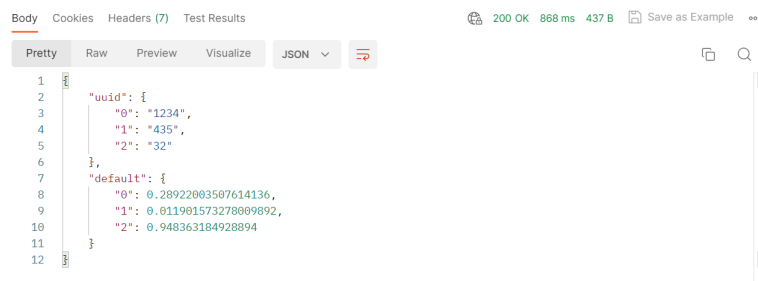 Body Cookies Headers (7) Test Results 200 OK 868 ms 437 B Save as Example
Pretty Raw Preview Visualize JSON
1 {
2 "uuid": {
3 "0": "1234",
4 "1": "435",
5 "2": "32"
6 },
7 "default": {
8 "0": 0.28922003507614136,
9 "1": 0.011901573278009892,
10 "2": 0.948363184928894
11 }
12 }